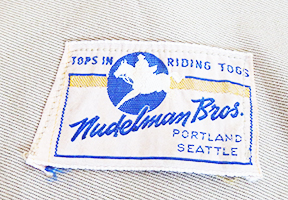 TOPS IN RIDING TOGS
Nudelman Bros.
PORTLAND
SEATTLE